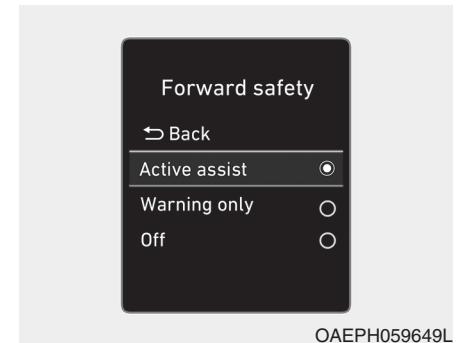 Forward safety
Back
Active assist
Warning only
Off
OAEPH059649L